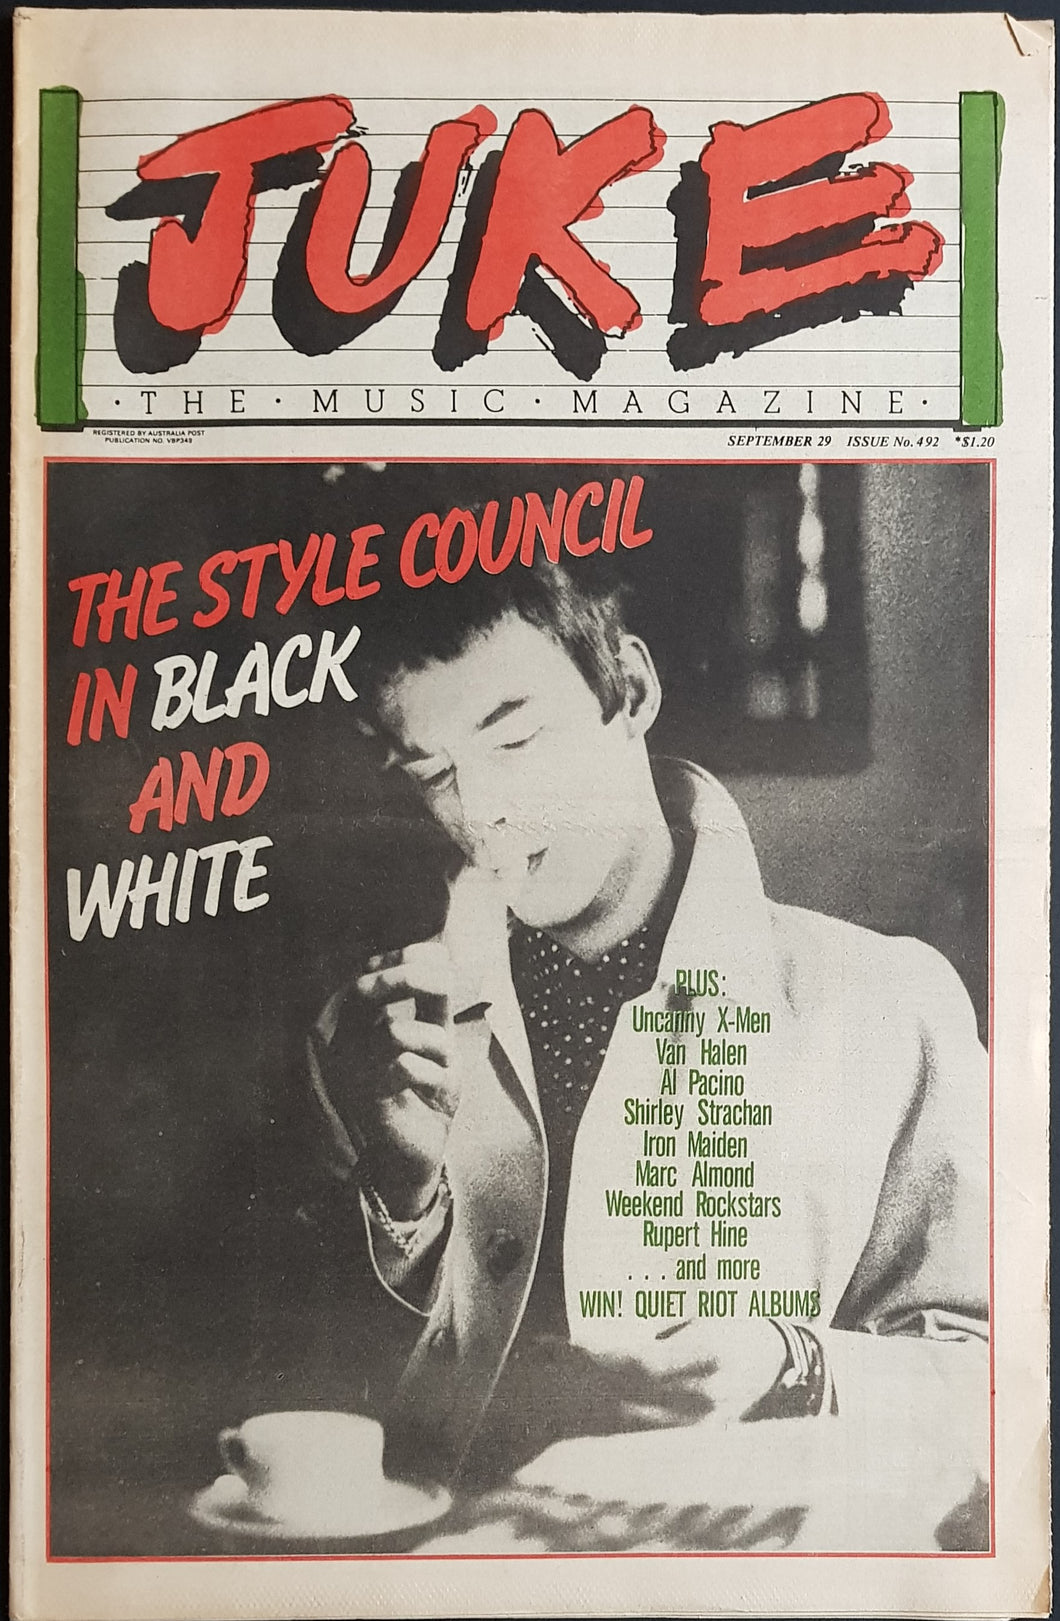 JUKE
·THE·MUSIC·MAGAZINE·
REGISTERED BY AUSTRALIA POST
PUBLICATION NO. VBP349
SEPTEMBER 29 ISSUE No. 492 *$1.20
THE STYLE COUNCIL
IN BLACK
AND
WHITE
PLUS:
Uncanny X-Men
Van Halen
Al Pacino
Shirley Strachan
Iron Maiden
Marc Almond
Weekend Rockstars
Rupert Hine
. . . and more
WIN! QUIET RIOT ALBUMS